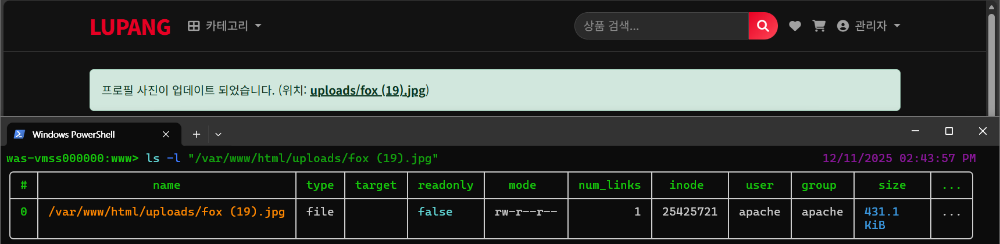 LUPANG 카테고리 상품 검색... 관리자
프로필 사진이 업데이트 되었습니다. (위치: uploads/fox (19).jpg)
Windows PowerShell
was-vmss000000:www> ls -l "/var/www/html/uploads/fox (19).jpg" 12/11/2025 02:43:57 PM
# name type target readonly mode num_links inode user group size ...
0 /var/www/html/uploads/fox (19).jpg file false rw-r--r-- 1 25425721 apache apache 431.1 ...
KiB